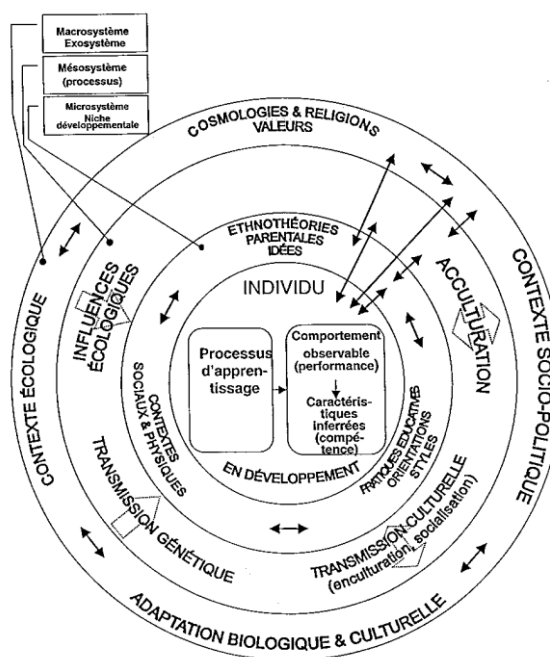 Macrosystème
Exosystème
Mésosystème
(processus)
Microsystème
Niche
développementale
COSMOLOGIES & RELIGIONS
VALEURS
ETHNOTHÉORIES
PARENTALES
IDÉES
INDIVIDU
Processus
d'appren-
tissage
Comportement
observable
(performance)
Caractéris-
tiques
inferrées
(compé-
tence)
EN DÉVELOPPEMENT
CONTEXTES
SOCIAUX & PHYSIQUES
PRATIQUES EDUCATIVES
ORIENTATIONS
STYLES
INFLUENCES
ÉCOLOGIQUES
ACCULTURATION
TRANSMISSION GÉNÉTIQUE
TRANSMISSION CULTURELLE
(enculturation, socialisation)
CONTEXTE ÉCOLOGIQUE
CONTEXTE SOCIO-POLITIQUE
ADAPTATION BIOLOGIQUE & CULTURELLE